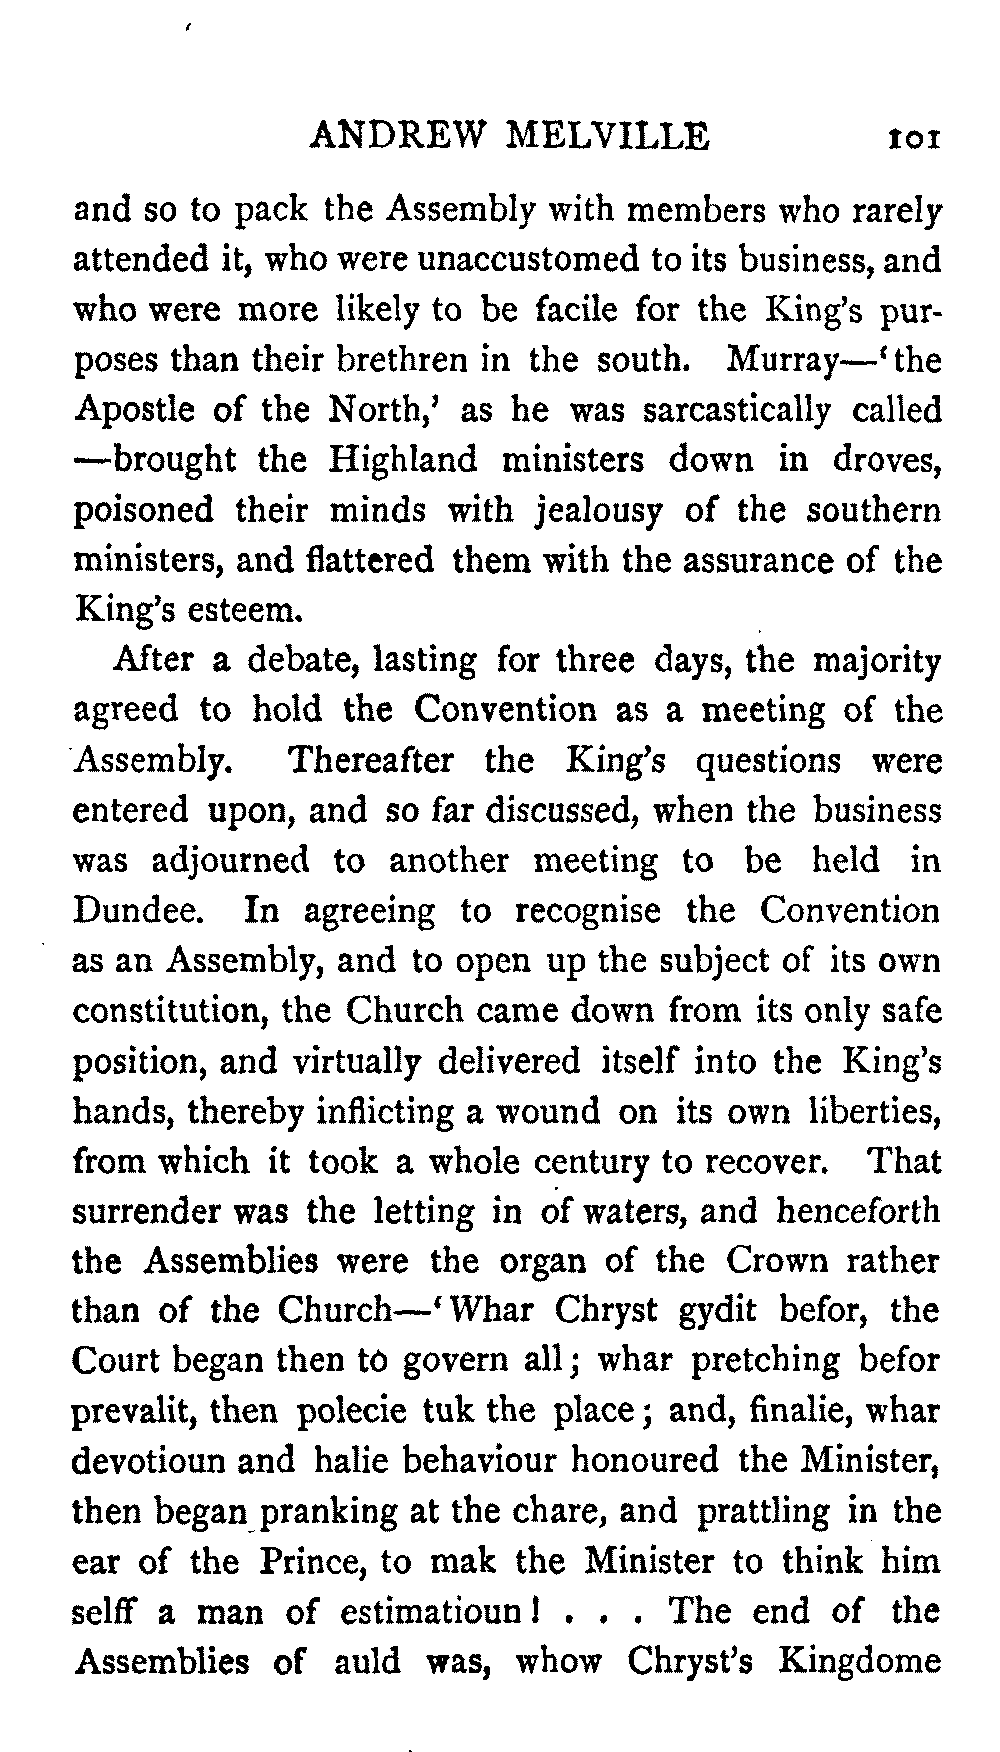 ANDREW MELVILLE 101
and so to pack the Assembly with members who rarely
attended it, who were unaccustomed to its business, and
who were more likely to be facile for the King's pur-
poses than their brethren in the south. Murray—‘the
Apostle of the North,’ as he was sarcastically called
—brought the Highland ministers down in droves,
poisoned their minds with jealousy of the southern
ministers, and flattered them with the assurance of the
King's esteem.
After a debate, lasting for three days, the majority
agreed to hold the Convention as a meeting of the
Assembly. Thereafter the King's questions were
entered upon, and so far discussed, when the business
was adjourned to another meeting to be held in
Dundee. In agreeing to recognise the Convention
as an Assembly, and to open up the subject of its own
constitution, the Church came down from its only safe
position, and virtually delivered itself into the King's
hands, thereby inflicting a wound on its own liberties,
from which it took a whole century to recover. That
surrender was the letting in of waters, and henceforth
the Assemblies were the organ of the Crown rather
than of the Church—‘Whar Chryst gydit befor, the
Court began then to govern all; whar pretching befor
prevalit, then polecie tuk the place; and, finalie, whar
devotioun and halie behaviour honoured the Minister,
then began pranking at the chare, and prattling in the
ear of the Prince, to mak the Minister to think him
selff a man of estimatioun! . . . The end of the
Assemblies of auld was, whow Chryst's Kingdome